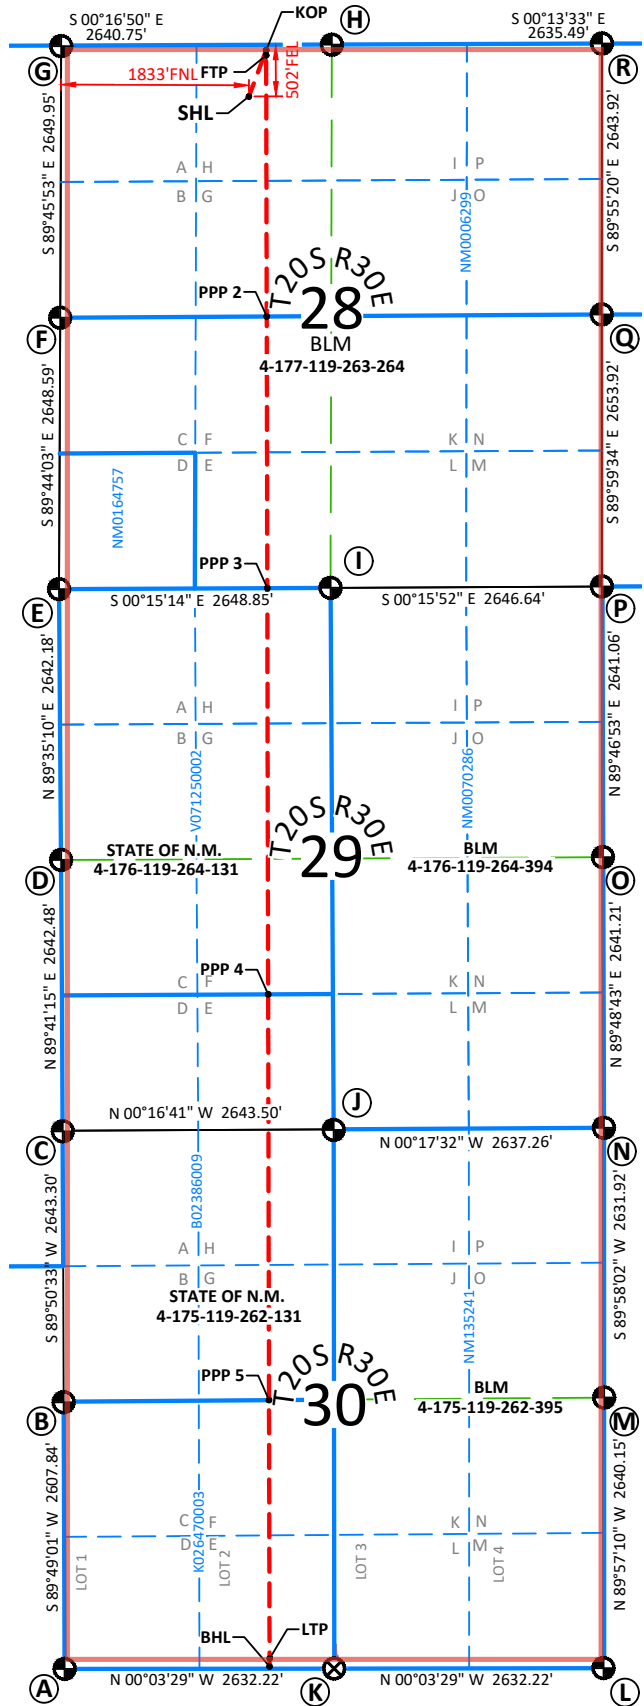 S 00°16'50" E
2640.75'
KOP
H
S 00°13'33" E
2635.49'
G
1833'FNL
FTP
502'FEL
R
SHL
S 89°45'53" E 2649.95'
A H
B G
I P
J O
NM0006299
S 89°55'20" E 2643.92'
PPP 2
T20S R30E
28
BLM
4-177-119-263-264
F
Q
S 89°44'03" E 2648.59'
C F
D E
K N
L M
NM0164757
S 89°59'34" E 2653.92'
PPP 3
I
E
S 00°15'14" E 2648.85'
S 00°15'52" E 2646.64'
P
N 89°35'10" E 2642.18'
A H
B G
I P
J O
V071250002
NM0070286
N 89°46'53" E 2641.06'
T20S R30E
29
STATE OF N.M.
4-176-119-264-131
BLM
4-176-119-264-394
D
O
N 89°41'15" E 2642.48'
PPP 4
C F
D E
K N
L M
N 89°48'43" E 2641.21'
N 00°16'41" W 2643.50'
J
C
N 00°17'32" W 2637.26'
N
S 89°50'33" W 2643.30'
B02386009
A H
B G
I P
J O
S 89°58'02" W 2631.92'
STATE OF N.M.
4-175-119-262-131
NM135241
PPP 5
T20S R30E
30
BLM
4-175-119-262-395
B
M
S 89°49'01" W 2607.84'
K026470003
C F
D E
K N
L M
LOT 1
LOT 2
LOT 3
LOT 4
N 89°57'10" W 2640.15'
BHL
LTP
A
N 00°03'29" W 2632.22'
K
N 00°03'29" W 2632.22'
L